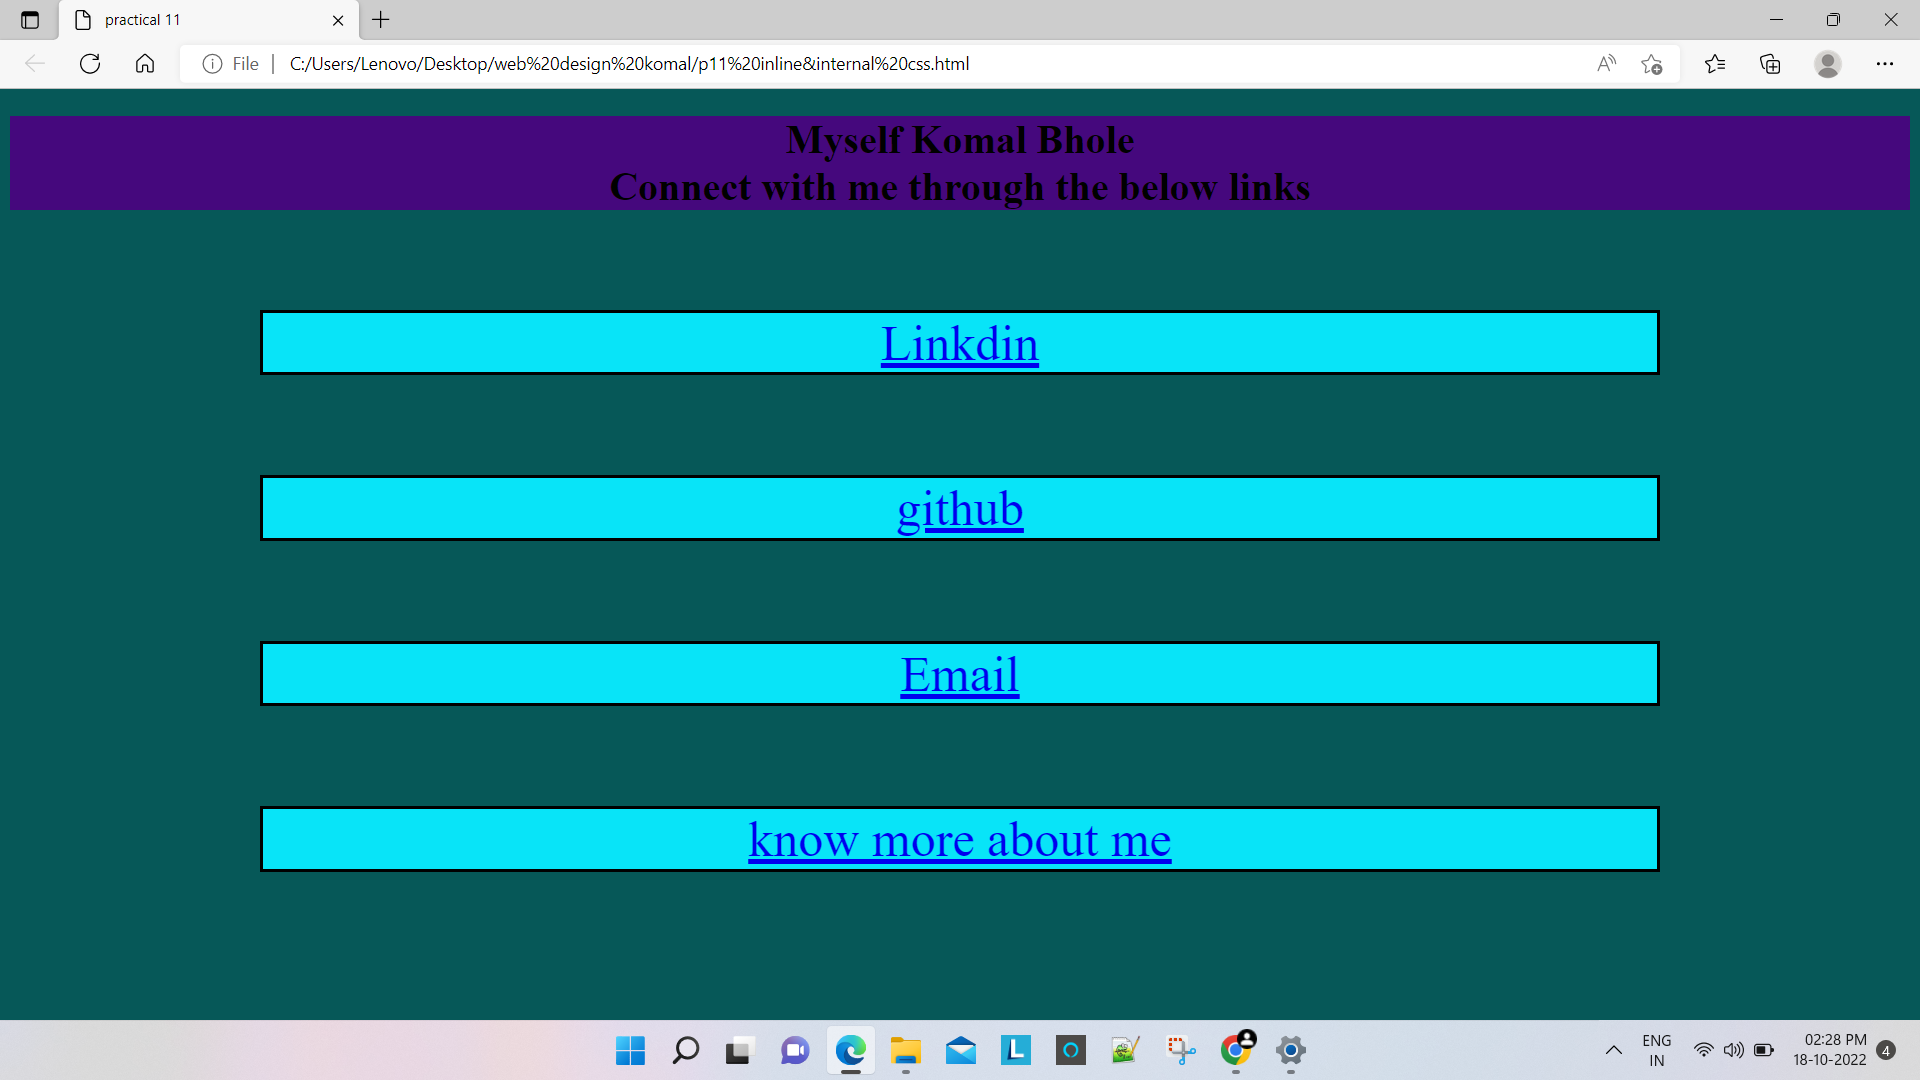 practical 11
File
C:/Users/Lenovo/Desktop/web%20design%20komal/p11%20inline&internal%20css.html
Myself Komal Bhole
Connect with me through the below links
Linkdin
github
Email
know more about me
ENG
IN
02:28 PM
18-10-2022
4